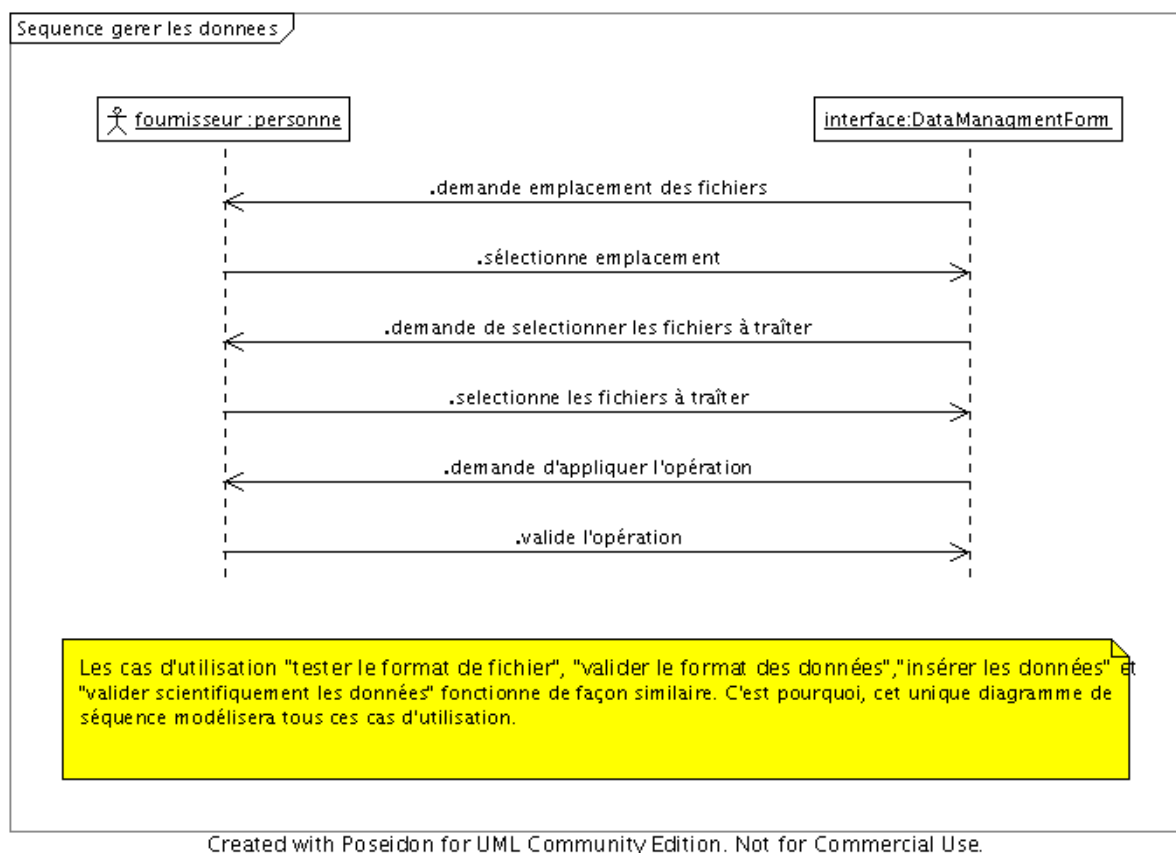 Sequence gerer les donnees
fournisseur :personne
interface:DataManagmentForm
.demande emplacement des fichiers
.sélectionne emplacement
.demande de selectionner les fichiers à traîter
.selectionne les fichiers à traîter
.demande d'appliquer l'opération
.valide l'opération
Les cas d'utilisation "tester le format de fichier", "valider le format des données","insérer les données" et
"valider scientifiquement les données" fonctionne de façon similaire. C'est pourquoi, cet unique diagramme de
séquence modélisera tous ces cas d'utilisation.
Created with Poseidon for UML Community Edition. Not for Commercial Use.